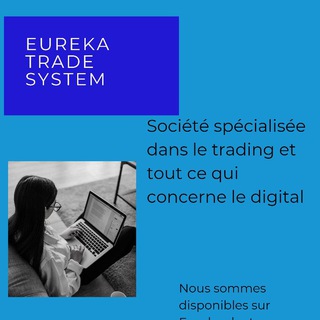 EUREKA
TRADE
SYSTEM
Société spécialisée
dans le trading et
tout ce qui
concerne le digital
Nous sommes
disponibles sur